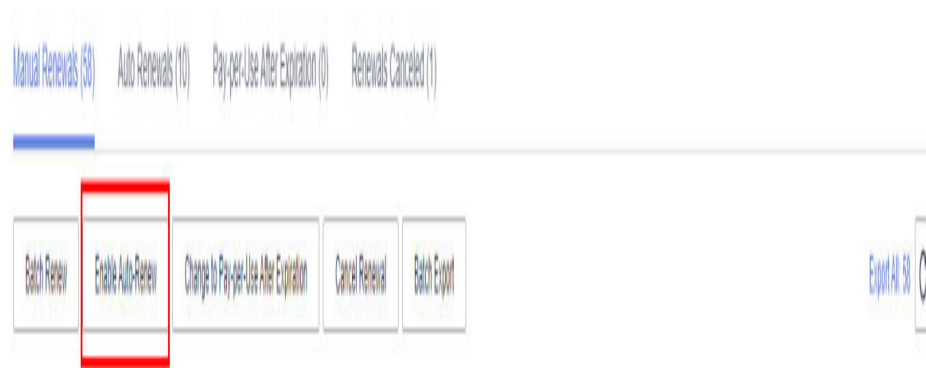 Manual Renewals (58) Auto Renewals (10) Pay-per-Use After Expiration (0) Renewals Canceled (1)
Batch Renew Enable Auto-Renew Change to Pay-per-Use After Expiration Cancel Renewal Batch Export Export All: 58